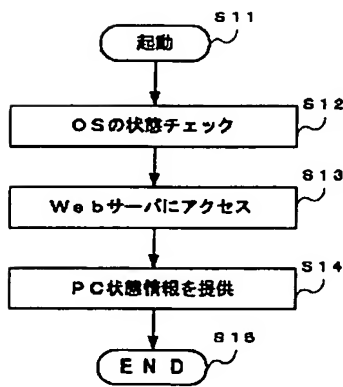 S11
起動
S12
OSの状態チェック
S13
Webサーバにアクセス
S14
PC状態情報を提供
S15
END